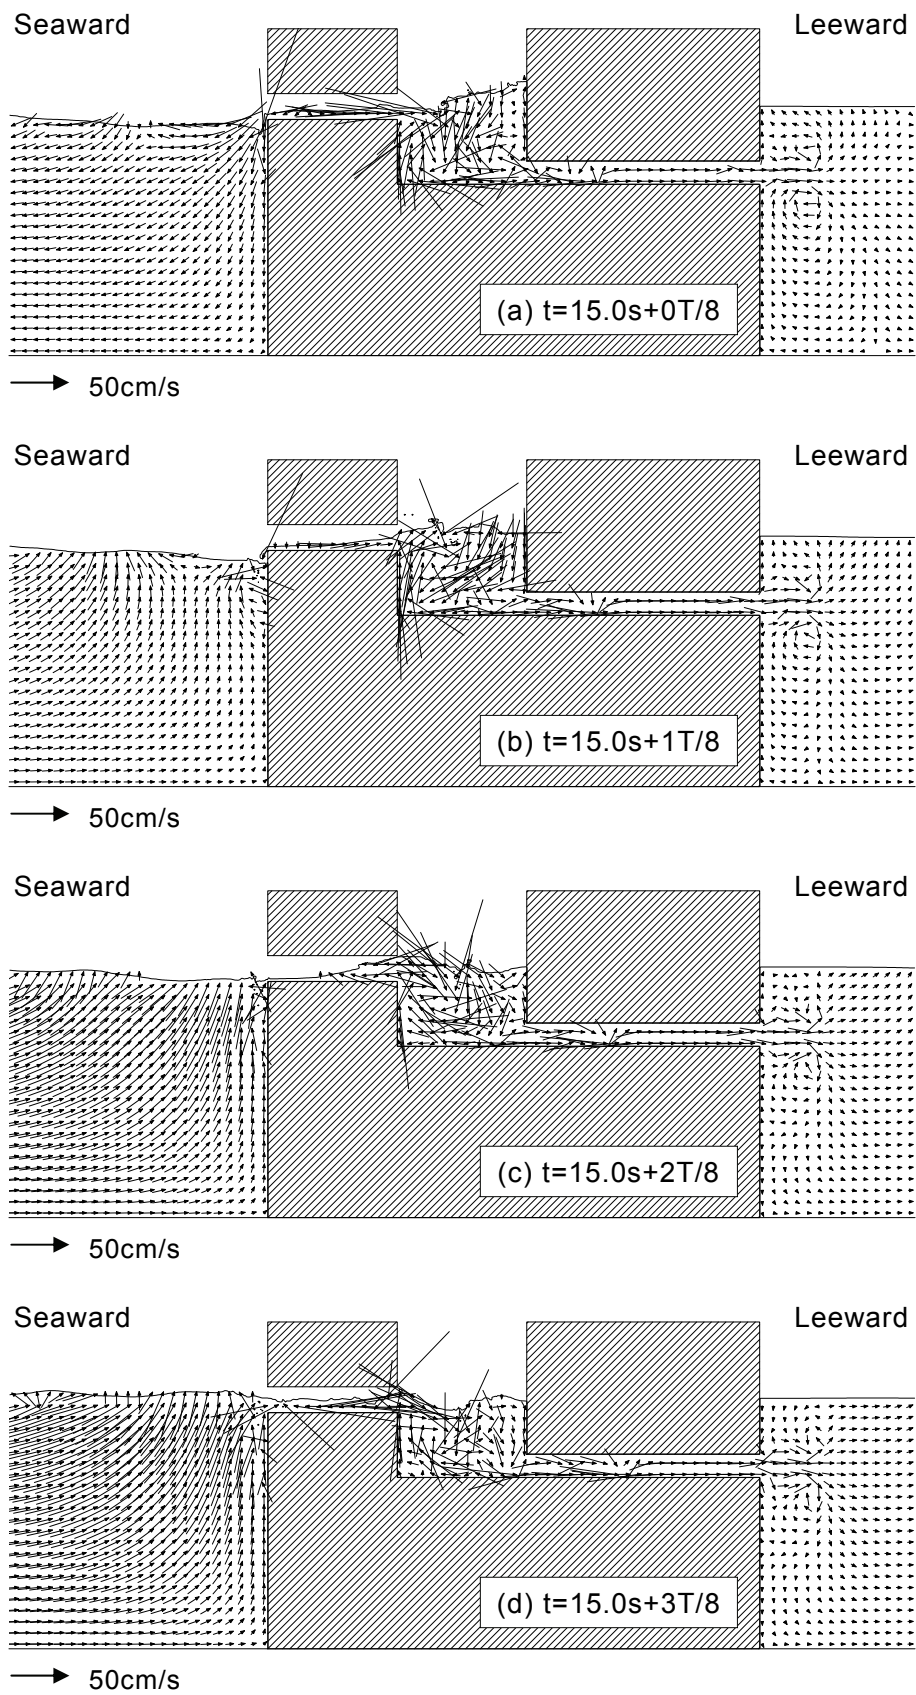 Seaward Leeward
(a) t=15.0s+0T/8
50cm/s
Seaward Leeward
(b) t=15.0s+1T/8
50cm/s
Seaward Leeward
(c) t=15.0s+2T/8
50cm/s
Seaward Leeward
(d) t=15.0s+3T/8
50cm/s